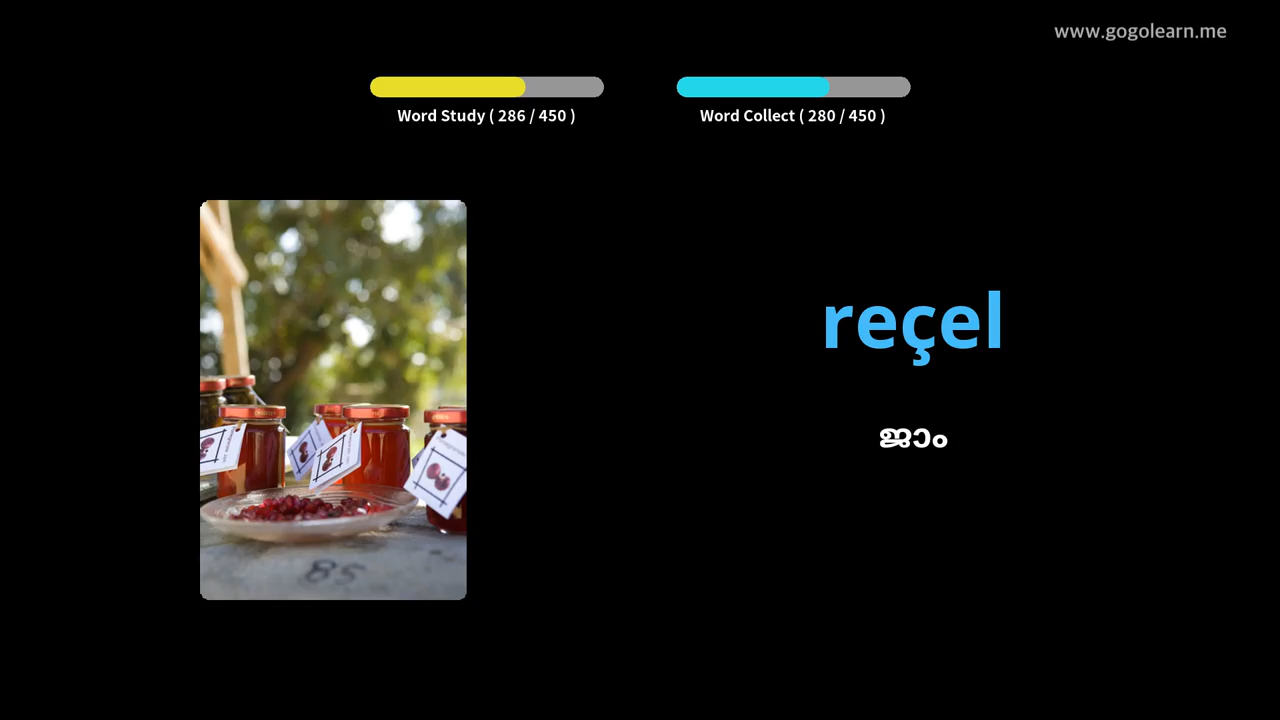 www.gogolearn.me
Word Study ( 286 / 450 )
Word Collect ( 280 / 450 )
reçel
ജാം
85